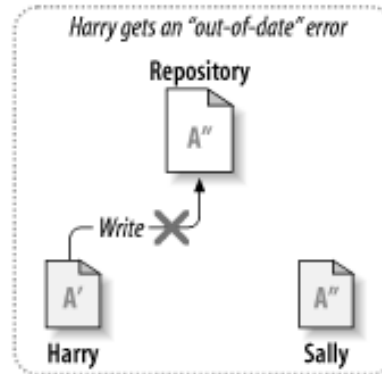 Harry gets an “out-of-date” error
Repository
A"
Write
A'
A"
Harry
Sally